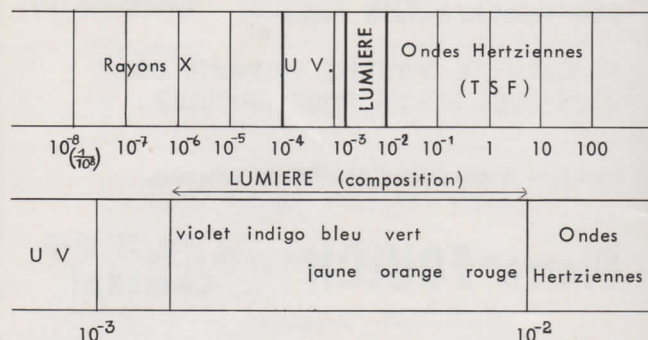 Rayons X U V. LUMIERE Ondes Hertziennes
(TSF)
10⁻⁸ 10⁻⁷ 10⁻⁶ 10⁻⁵ 10⁻⁴ 10⁻³ 10⁻² 10⁻¹ 1 10 100
(1/10⁸)
LUMIERE (composition)
U V violet indigo bleu vert Ondes
jaune orange rouge Hertziennes
10⁻³ 10⁻²